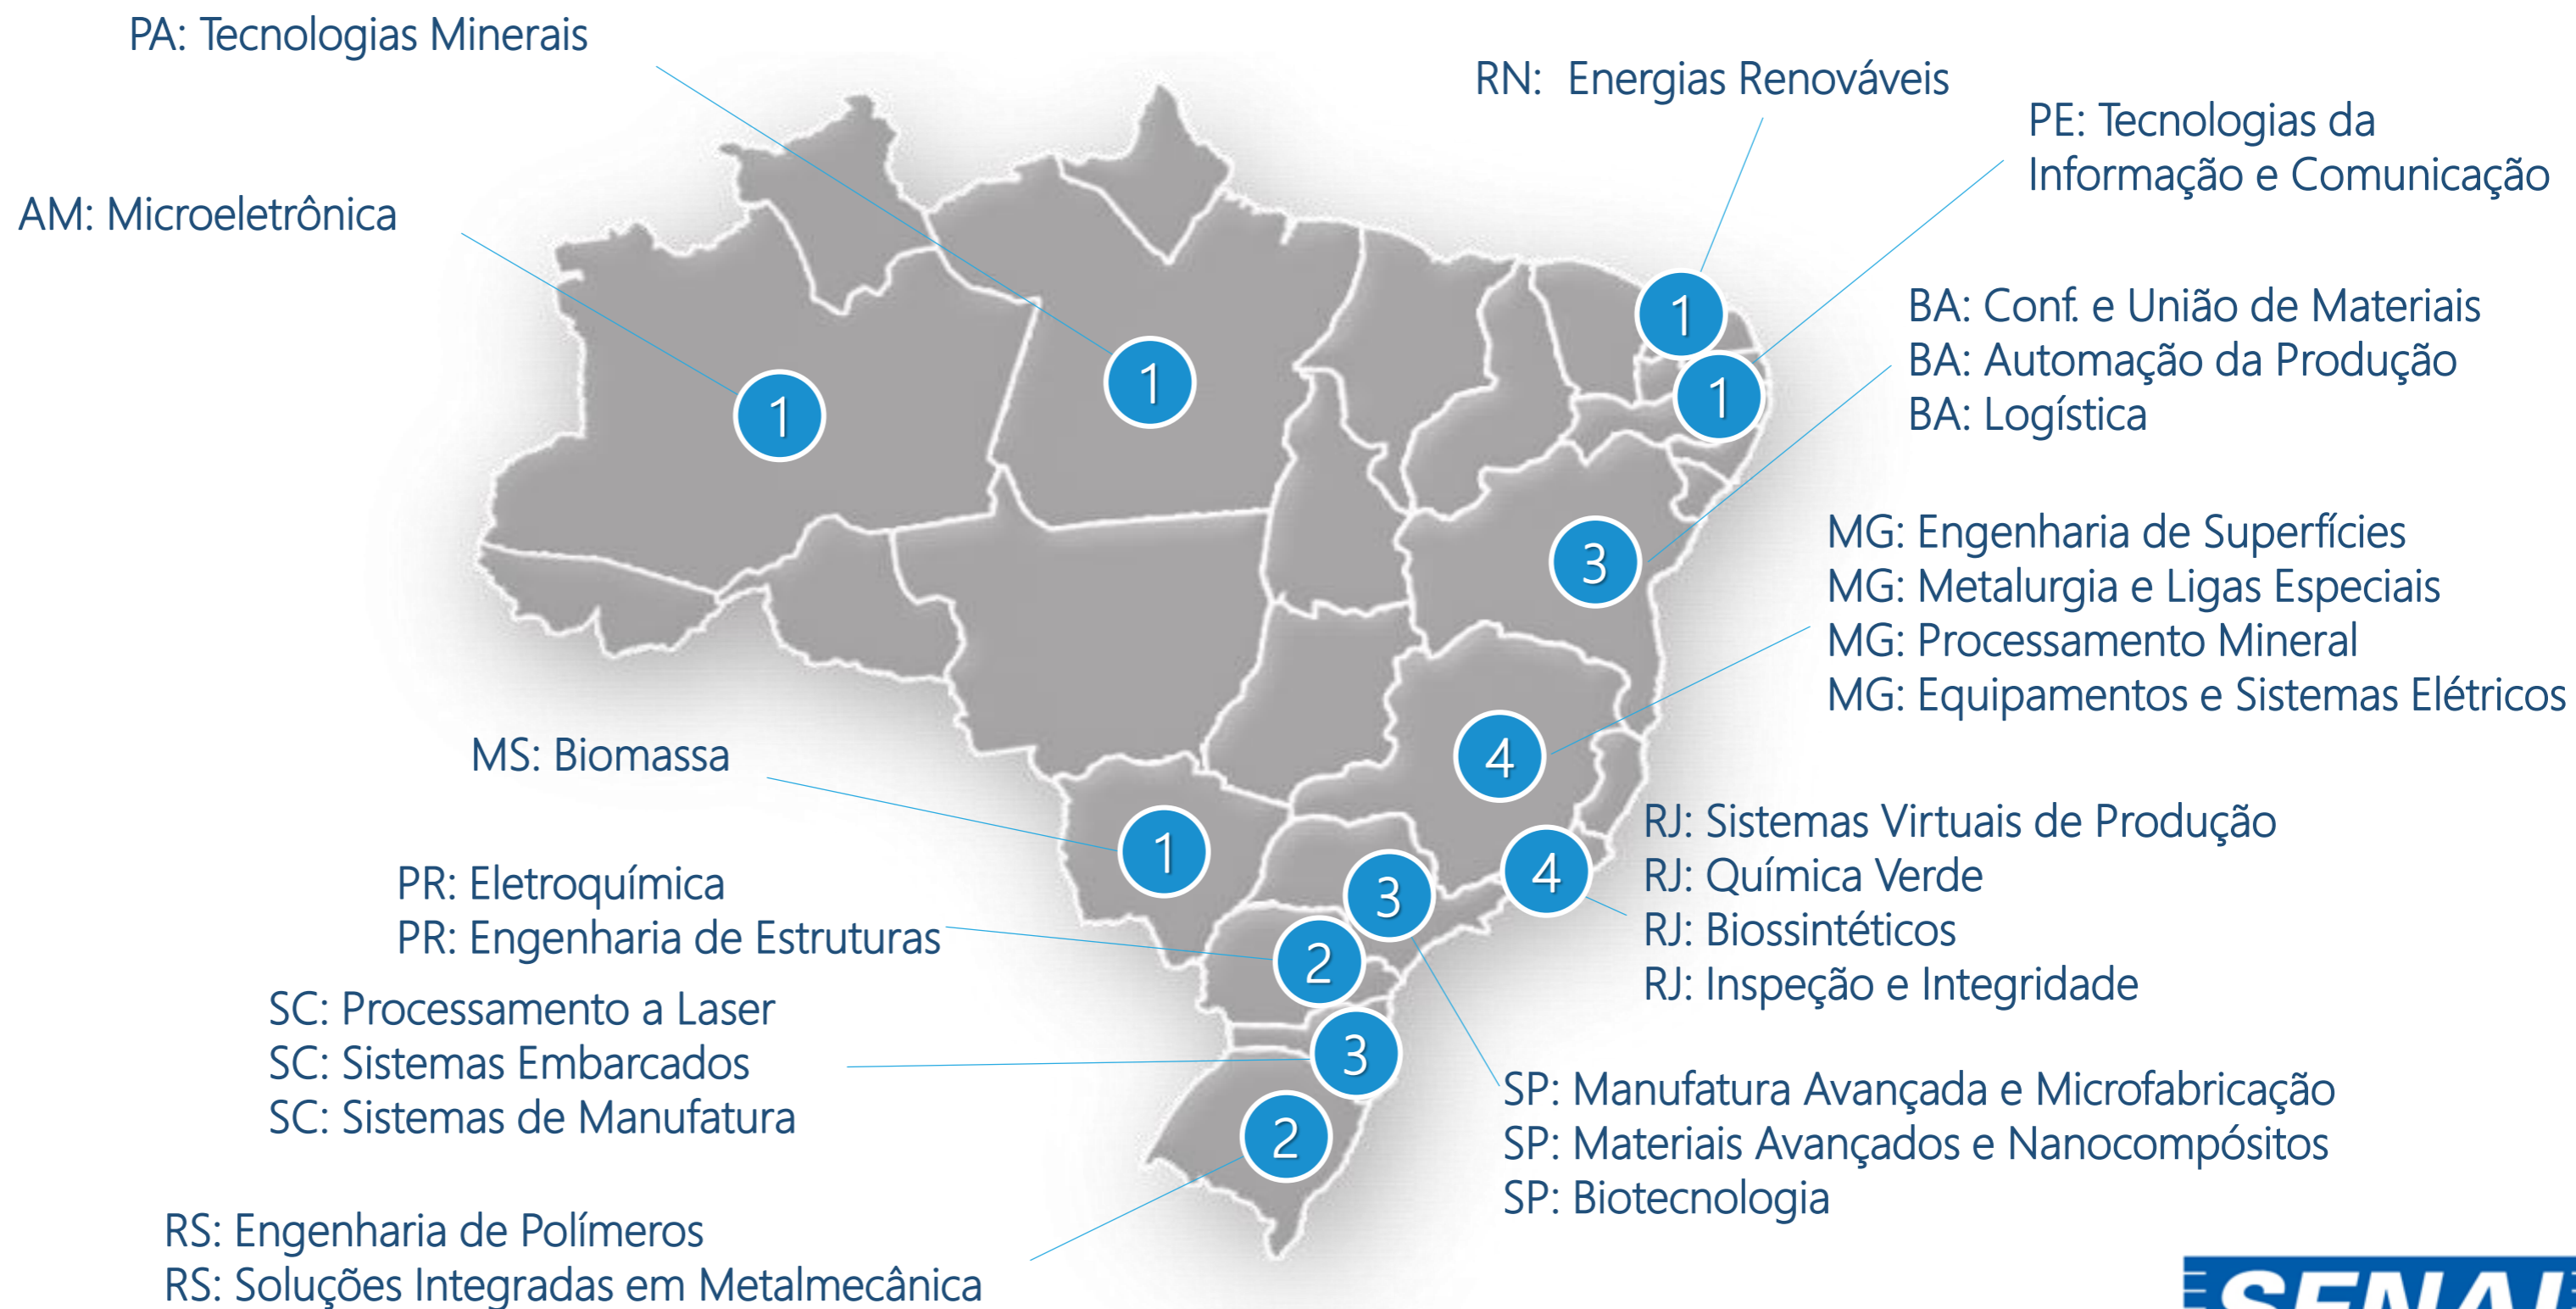 PA: Tecnologias Minerais
RN: Energias Renováveis
PE: Tecnologias da
Informação e Comunicação
AM: Microeletrônica
BA: Conf. e União de Materiais
BA: Automação da Produção
BA: Logística
1
1
1
1
3
MG: Engenharia de Superfícies
MG: Metalurgia e Ligas Especiais
MG: Processamento Mineral
MG: Equipamentos e Sistemas Elétricos
4
MS: Biomassa
1
RJ: Sistemas Virtuais de Produção
RJ: Química Verde
RJ: Biossintéticos
RJ: Inspeção e Integridade
4
3
PR: Eletroquímica
PR: Engenharia de Estruturas
2
SC: Processamento a Laser
SC: Sistemas Embarcados
SC: Sistemas de Manufatura
3
SP: Manufatura Avançada e Microfabricação
SP: Materiais Avançados e Nanocompósitos
SP: Biotecnologia
2
RS: Engenharia de Polímeros
RS: Soluções Integradas em Metalmecânica
SENAI